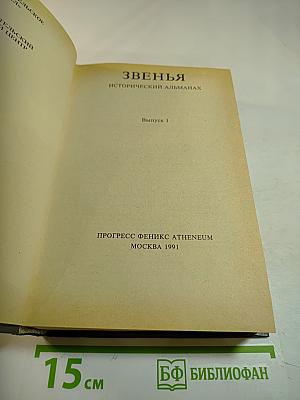 ЗВЕНЬЯ
ИСТОРИЧЕСКИЙ АЛЬМАНАХ
Выпуск 1
ПРОГРЕСС ФЕНИКС ATHENEUM
МОСКВА 1991
15 см
БФ БИБЛИОФАН